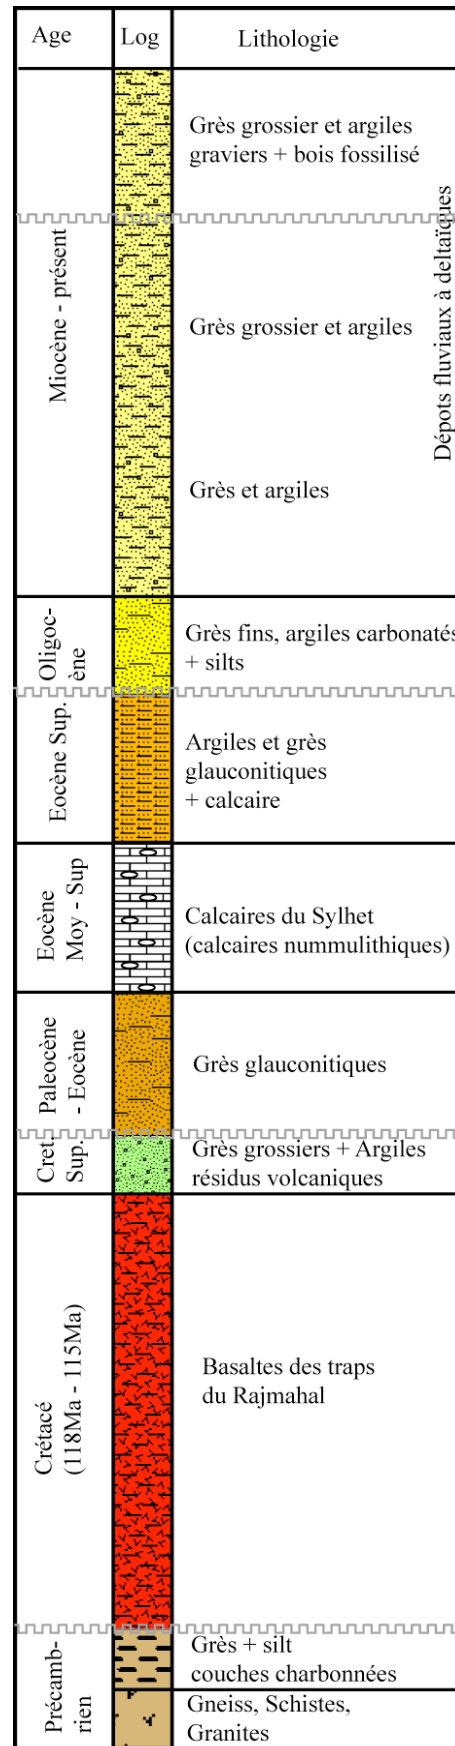 Age Log Lithologie
Miocène - présent
Grès grossier et argiles
graviers + bois fossilisé
Grès grossier et argiles
Grès et argiles
Dépots fluviaux à deltaïques
Oligoc-
ène
Grès fins, argiles carbonatés
+ silts
Eocène Sup.
Argiles et grès
glauconitiques
+ calcaire
Eocène
Moy - Sup
Calcaires du Sylhet
(calcaires nummulithiques)
Paleocène
- Eocène
Grès glauconitiques
Cret.
Sup.
Grès grossiers + Argiles
résidus volcaniques
Crétacé
(118Ma - 115Ma)
Basaltes des traps
du Rajmahal
Précamb-
rien
Grès + silt
couches charbonnées
Gneiss, Schistes,
Granites